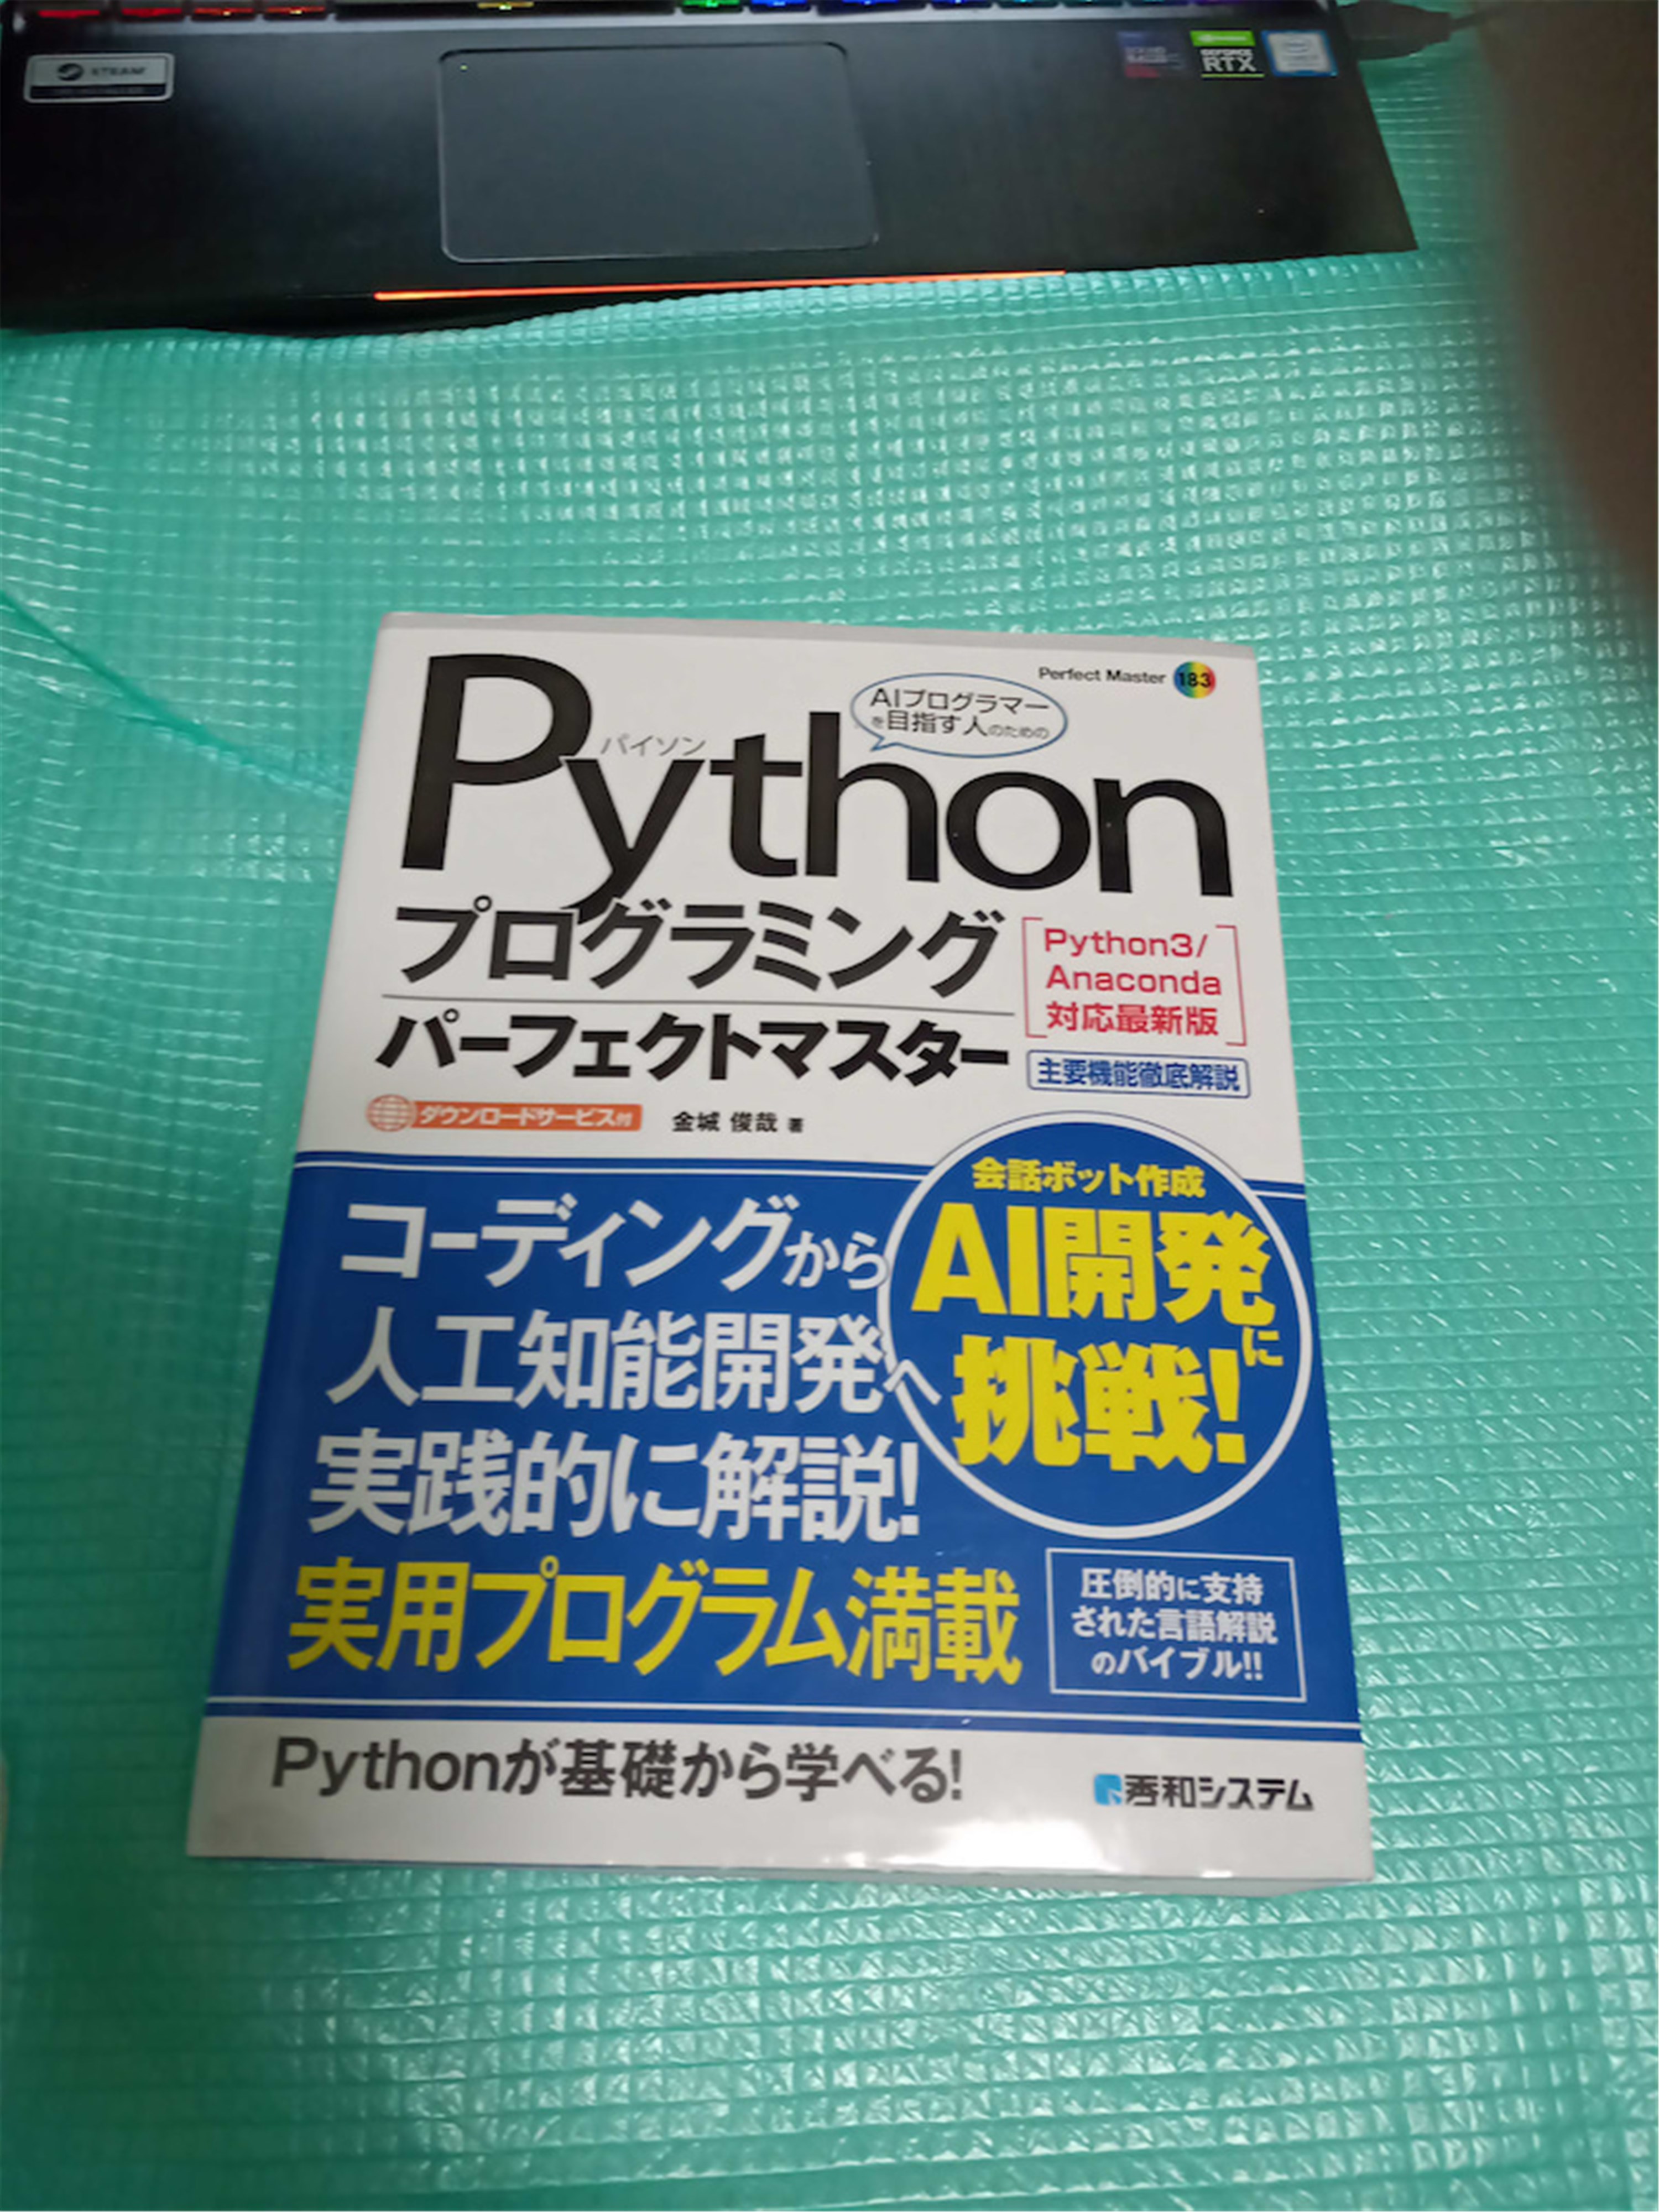 STEAM
GEFORCE
RTX
Perfect Master 183
AIプログラマー
を目指す人のための
パイソン
Python
プログラミング
パーフェクトマスター
Python3/
Anaconda
対応最新版
主要機能徹底解説
ダウンロードサービス付
金城 俊哉 著
会話ボット作成
AI開発に
挑戦!
コーディングから
人工知能開発へ
実践的に解説!
実用プログラム満載
圧倒的に支持
された言語解説
のバイブル!!
Pythonが基礎から学べる!
秀和システム